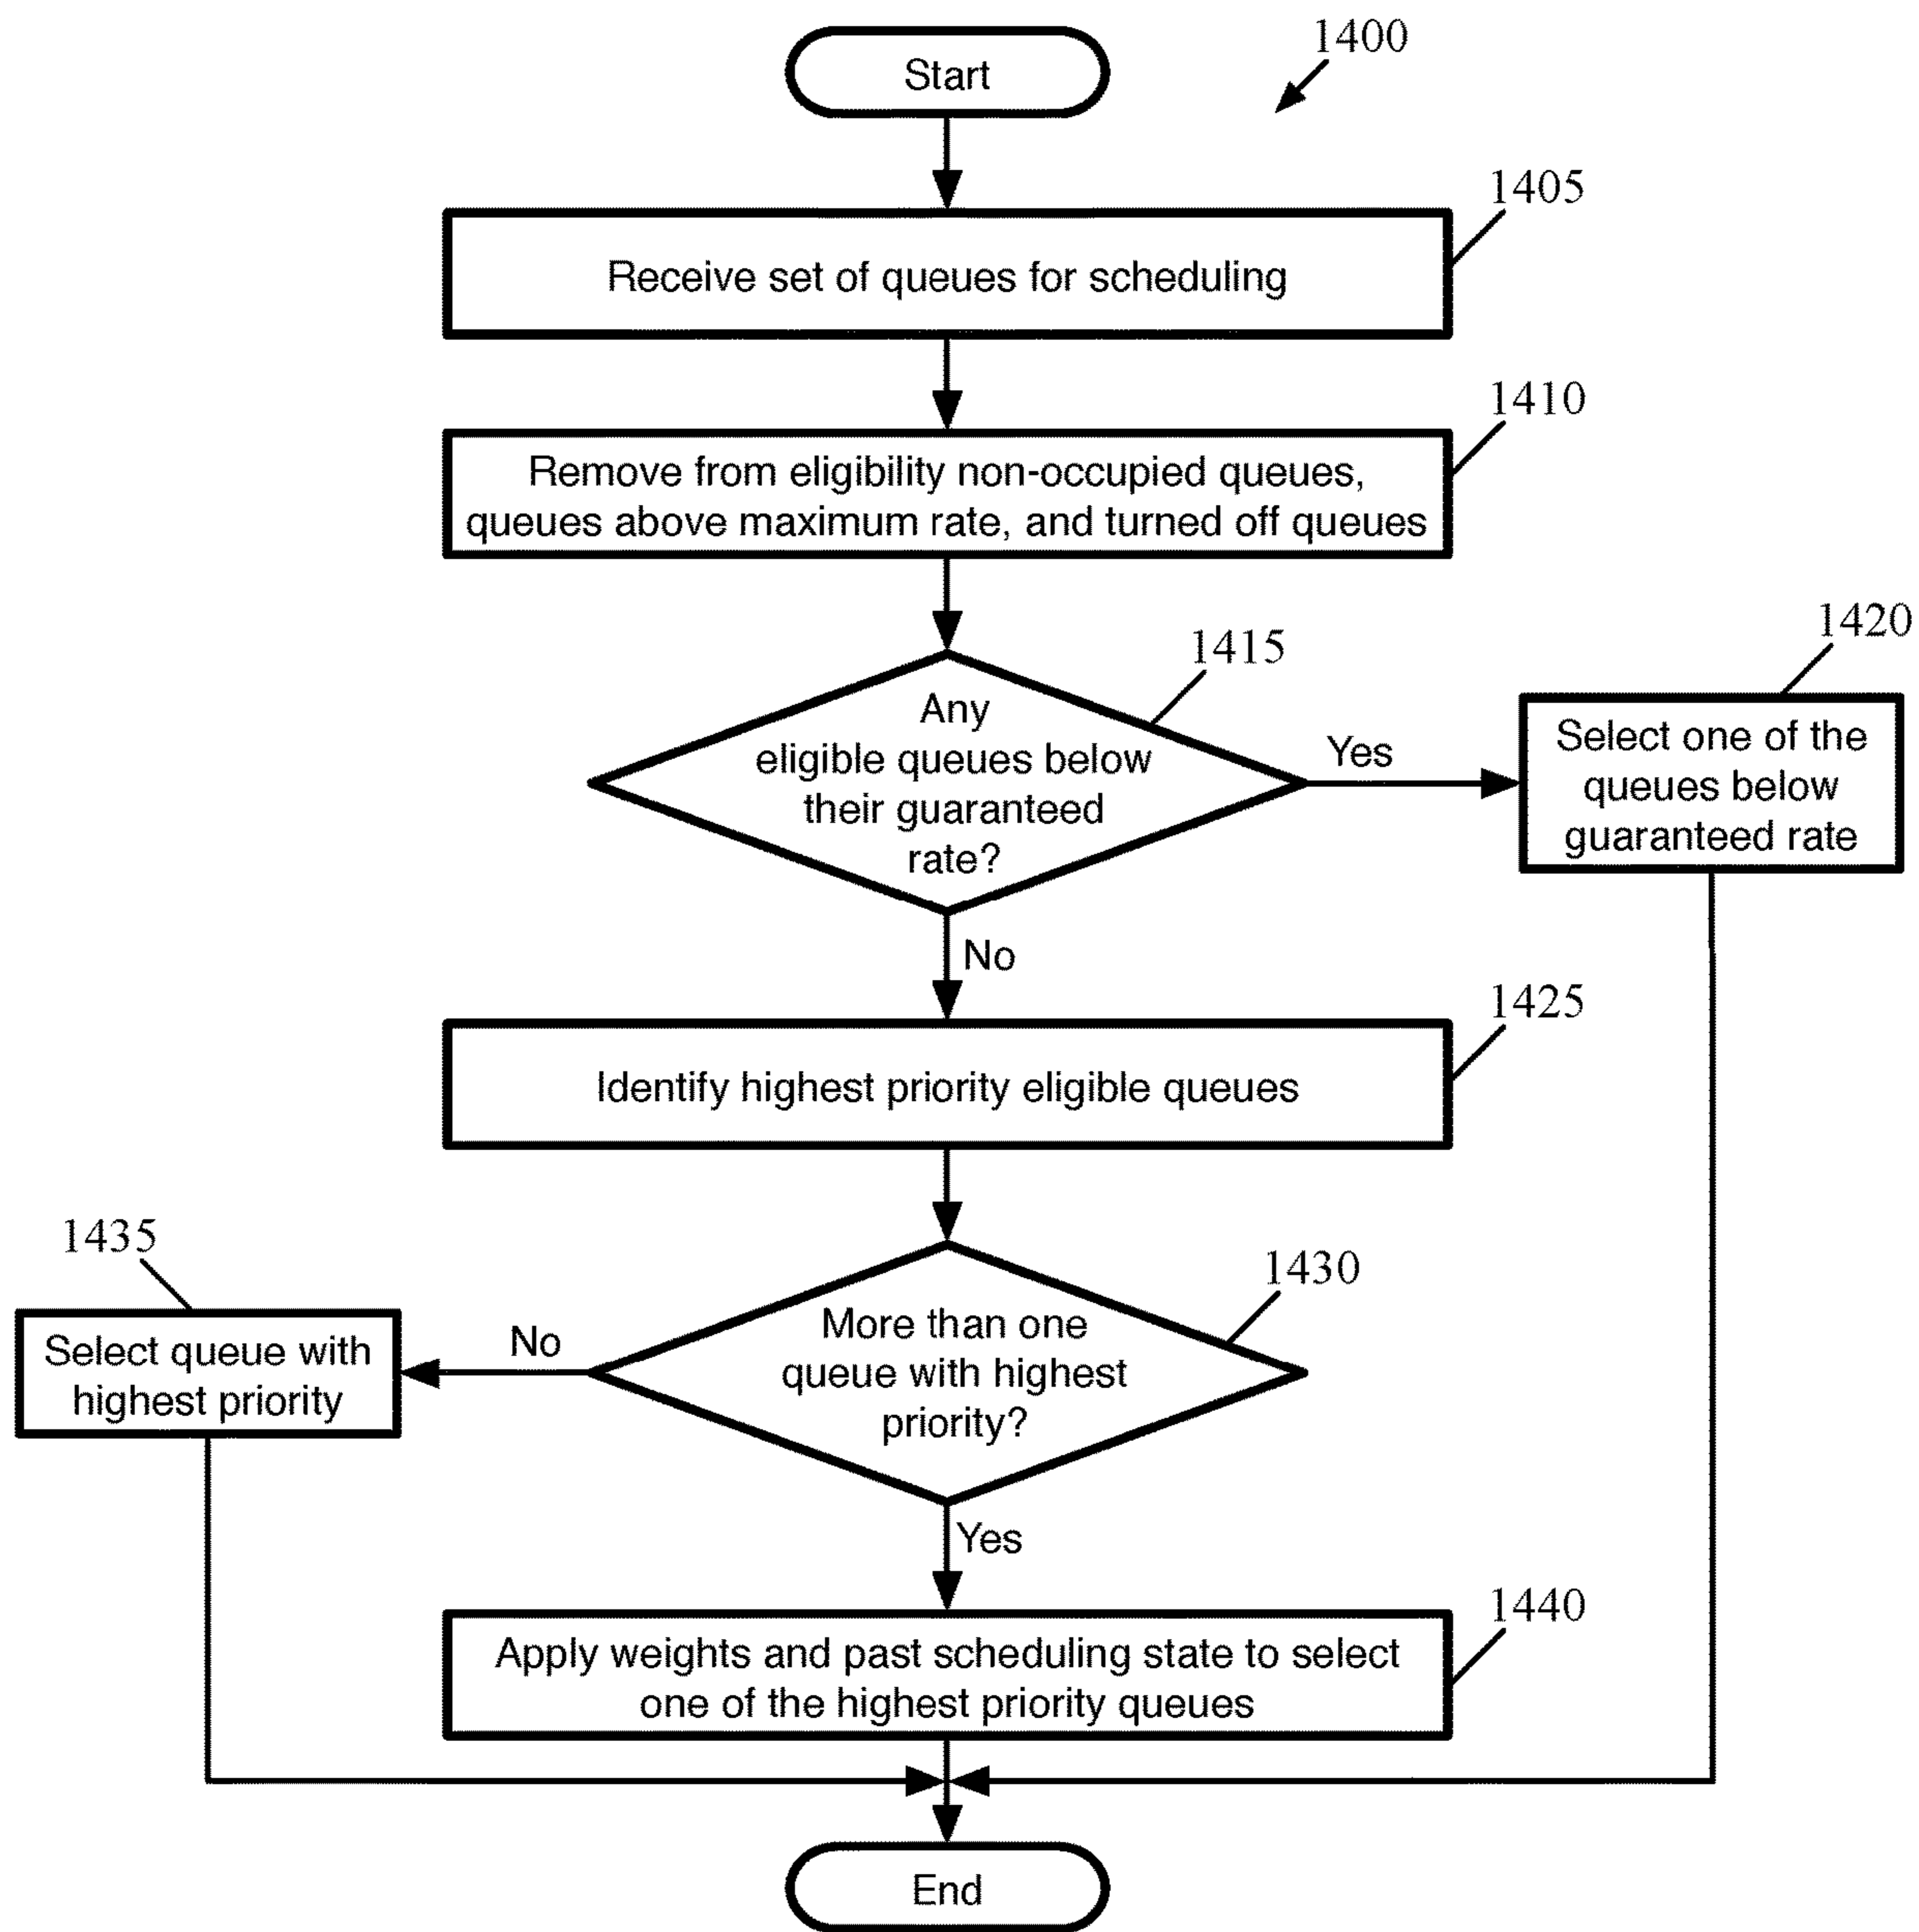 Start
1400
1405
Receive set of queues for scheduling
1410
Remove from eligibility non-occupied queues,
queues above maximum rate, and turned off queues
1415
Any
eligible queues below
their guaranteed
rate?
Yes
1420
Select one of the
queues below
guaranteed rate
No
1425
Identify highest priority eligible queues
1430
More than one
queue with highest
priority?
No
1435
Select queue with
highest priority
Yes
1440
Apply weights and past scheduling state to select
one of the highest priority queues
End